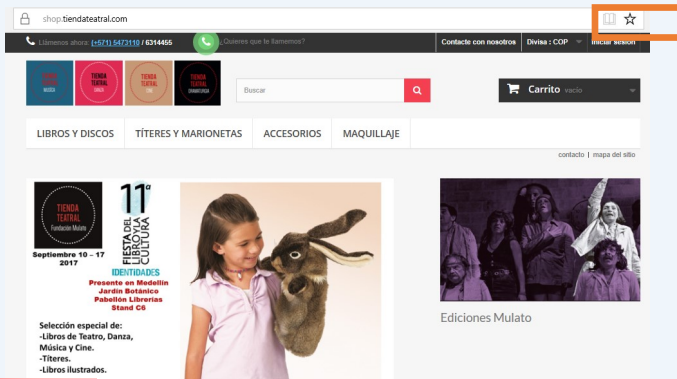 shop.tiendateatral.com
Llámenos ahora: (+571) 5473110 / 6314455
¿Quieres que te llamemos?
Contacte con nosotros
Divisa : COP
Iniciar sesión
TIENDA
TEATRAL
MÚSICA
TIENDA
TEATRAL
DANZA
TIENDA
TEATRAL
CINE
TIENDA
TEATRAL
DRAMATURGIA
Buscar
Carrito vacío
LIBROS Y DISCOS
TÍTERES Y MARIONETAS
ACCESORIOS
MAQUILLAJE
contacto | mapa del sitio
TIENDA
TEATRAL
Fundación Mulato
11a
FIESTA DEL
LIBRO Y LA
CULTURA
Septiembre 10 – 17
2017
IDENTIDADES
Presente en Medellín
Jardín Botánico
Pabellón Librerías
Stand C6
Selección especial de:
-Libros de Teatro, Danza,
Música y Cine.
-Títeres.
-Libros ilustrados.
Ediciones Mulato